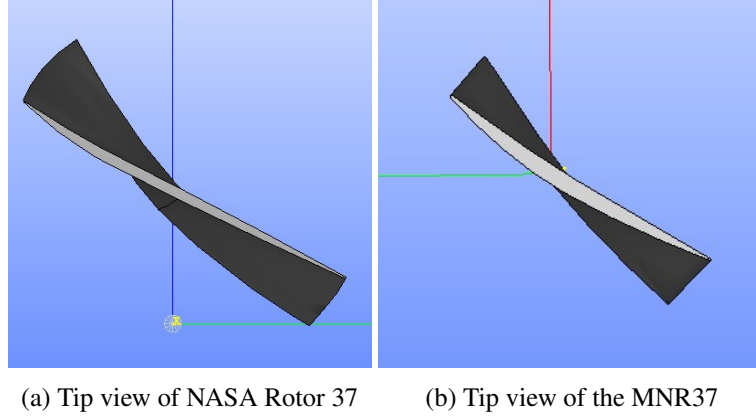 (a) Tip view of NASA Rotor 37
(b) Tip view of the MNR37